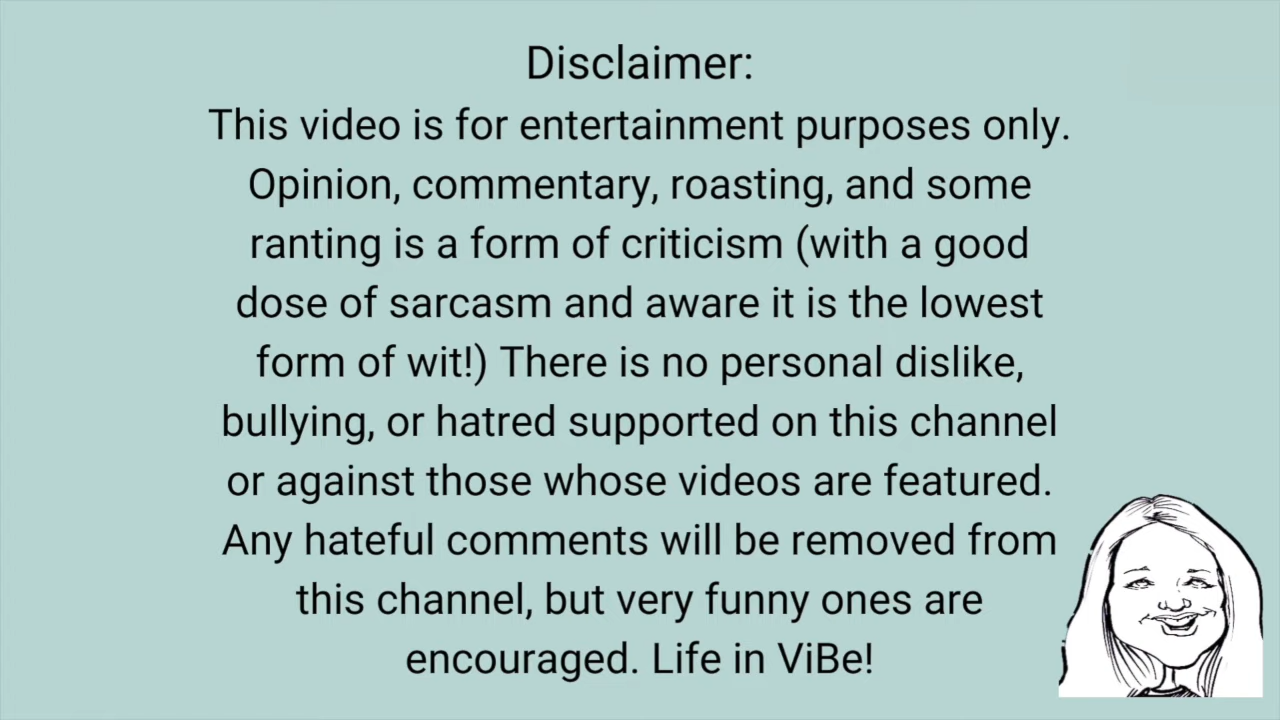 Disclaimer:
This video is for entertainment purposes only.
Opinion, commentary, roasting, and some
ranting is a form of criticism (with a good
dose of sarcasm and aware it is the lowest
form of wit!) There is no personal dislike,
bullying, or hatred supported on this channel
or against those whose videos are featured.
Any hateful comments will be removed from
this channel, but very funny ones are
encouraged. Life in ViBe!